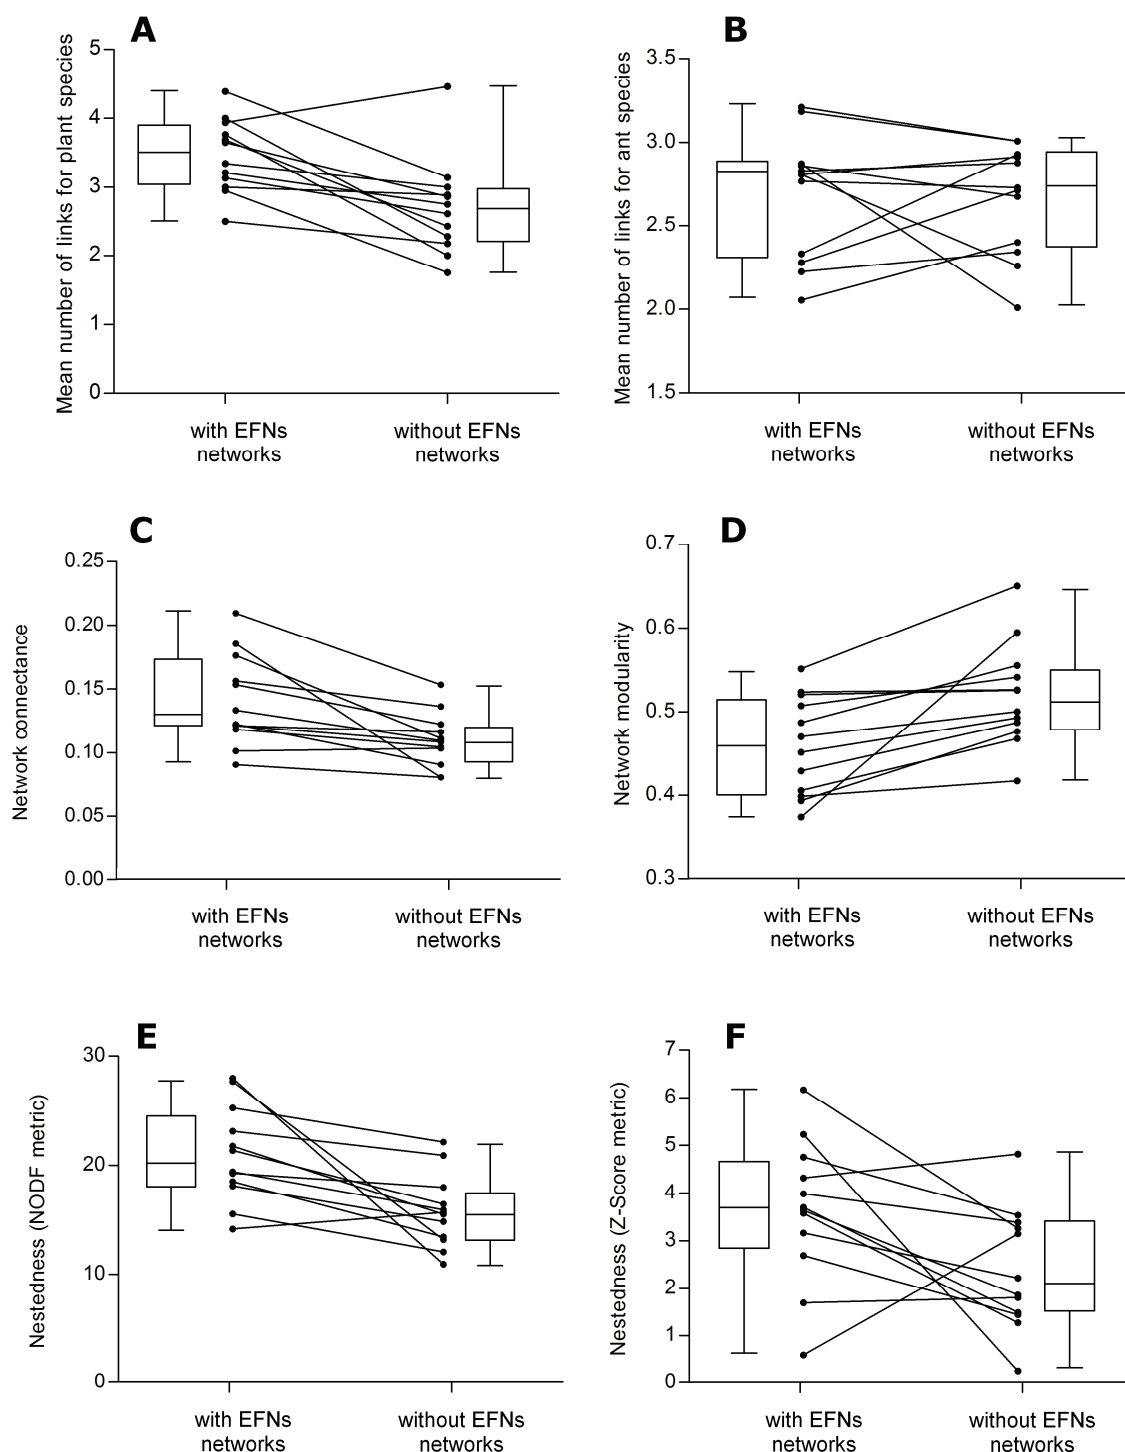 A
Mean number of links for plant species
5
4
3
2
1
0
with EFNs
networks
without EFNs
networks
B
Mean number of links for ant species
3.5
3.0
2.5
2.0
1.5
with EFNs
networks
without EFNs
networks
C
Network connectance
0.25
0.20
0.15
0.10
0.05
0.00
with EFNs
networks
without EFNs
networks
D
Network modularity
0.7
0.6
0.5
0.4
0.3
with EFNs
networks
without EFNs
networks
E
Nestedness (NODF metric)
30
20
10
0
with EFNs
networks
without EFNs
networks
F
Nestedness (Z-Score metric)
7
6
5
4
3
2
1
0
with EFNs
networks
without EFNs
networks